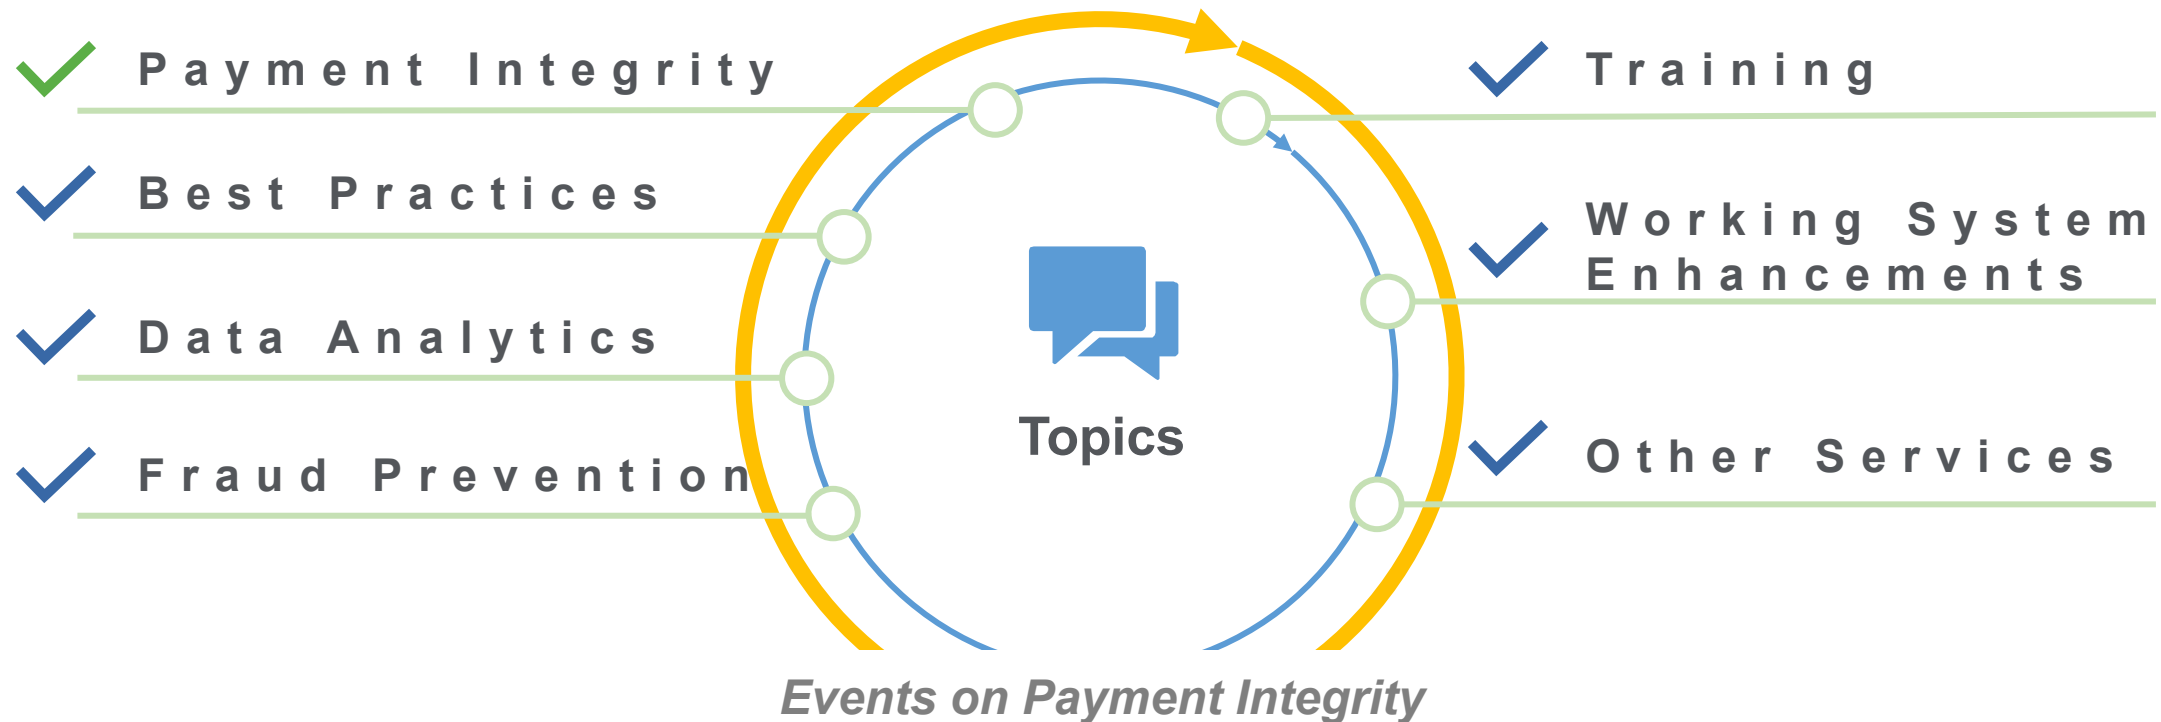 Payment Integrity
Best Practices
Data Analytics
Fraud Prevention
Topics
Training
Working System
Enhancements
Other Services
Events on Payment Integrity